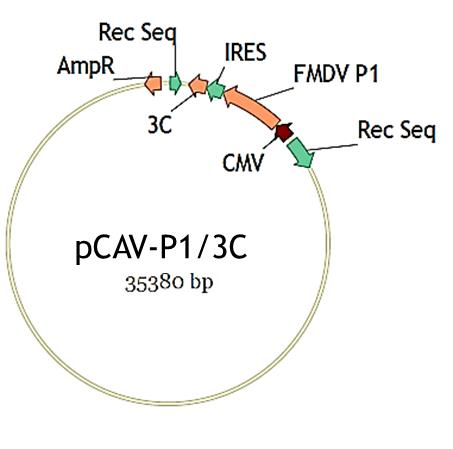 Rec Seq
IRES
AmpR
FMDV P1
3C
Rec Seq
CMV
pCAV-P1/3C
35380 bp